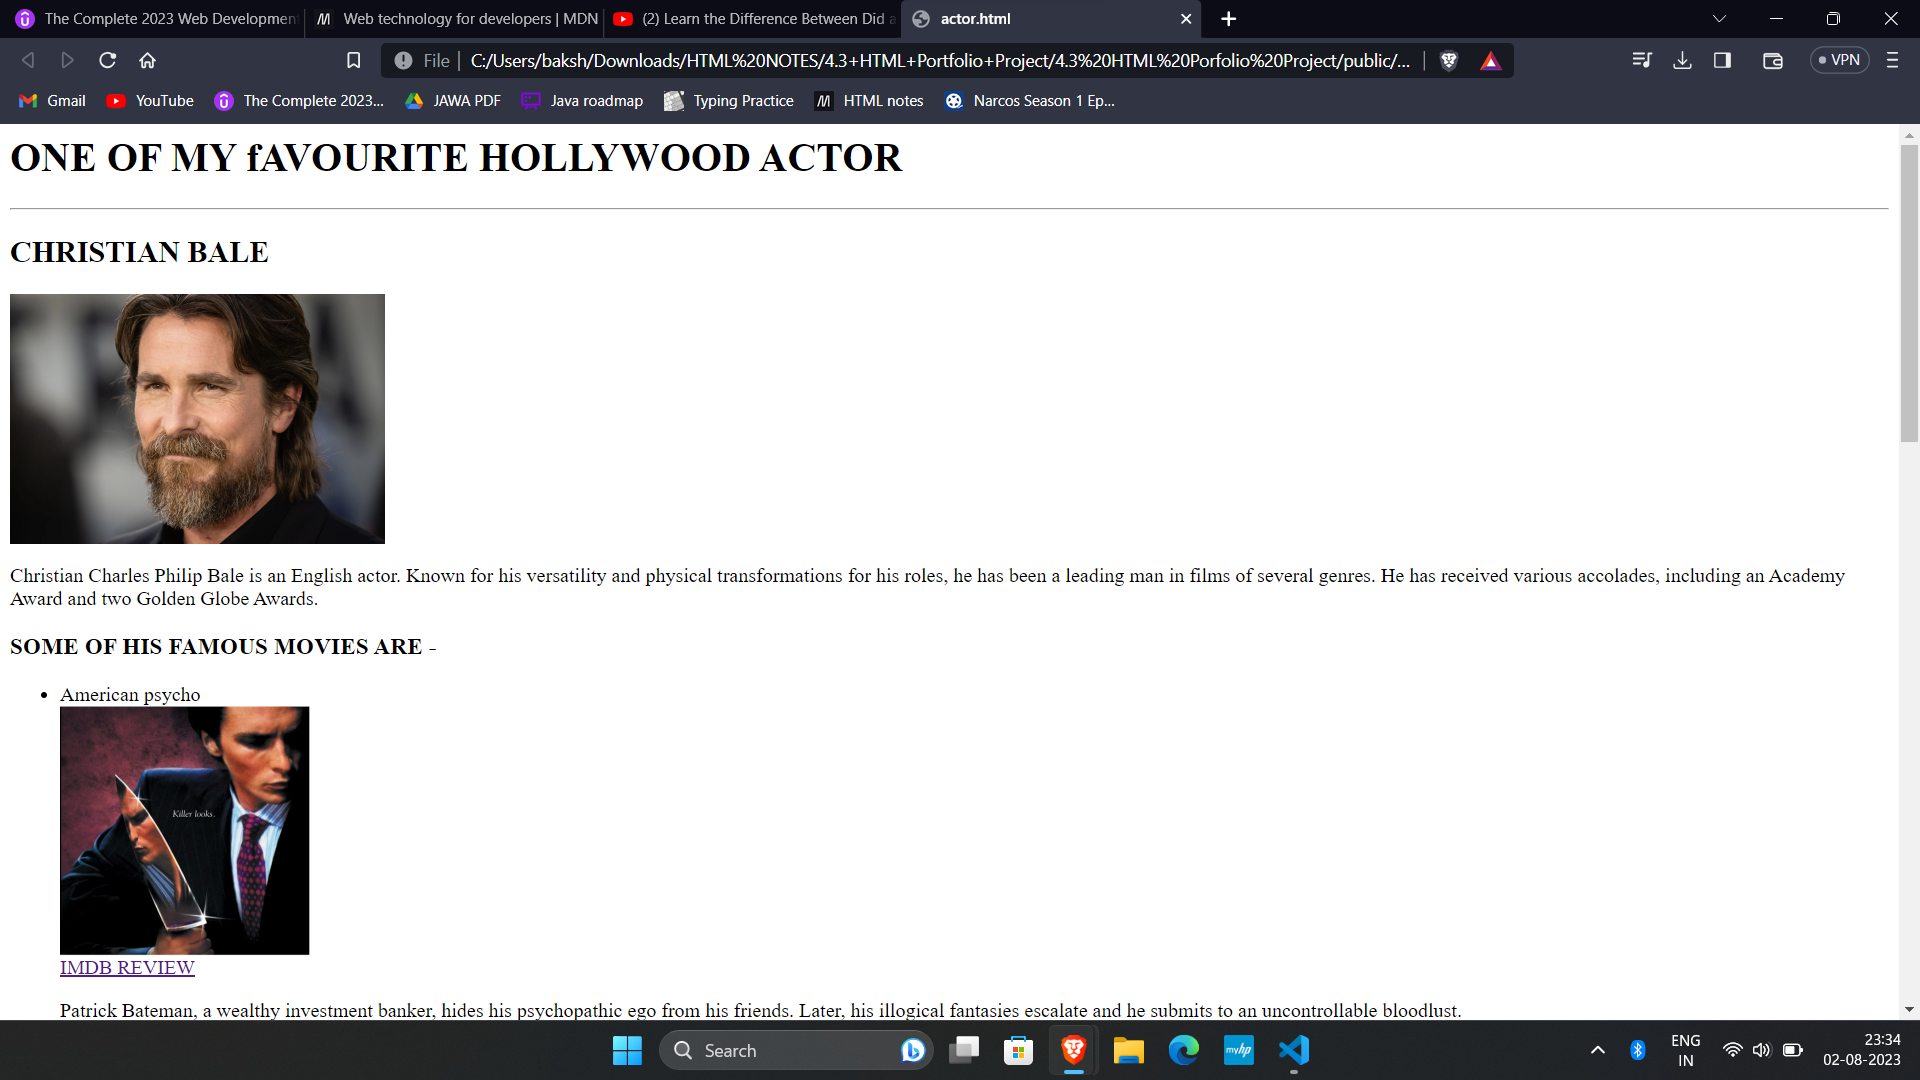 The Complete 2023 Web Developmen
Web technology for developers | MDN
(2) Learn the Difference Between Did a
actor.html
File
C:/Users/baksh/Downloads/HTML%20NOTES/4.3+HTML+Portfolio+Project/4.3%20HTML%20Porfolio%20Project/public/...
VPN
Gmail
YouTube
The Complete 2023...
JAWA PDF
Java roadmap
Typing Practice
HTML notes
Narcos Season 1 Ep...
ONE OF MY fAVOURITE HOLLYWOOD ACTOR
CHRISTIAN BALE
Christian Charles Philip Bale is an English actor. Known for his versatility and physical transformations for his roles, he has been a leading man in films of several genres. He has received various accolades, including an Academy
Award and two Golden Globe Awards.
SOME OF HIS FAMOUS MOVIES ARE -
American psycho
Killer looks.
IMDB REVIEW
Patrick Bateman, a wealthy investment banker, hides his psychopathic ego from his friends. Later, his illogical fantasies escalate and he submits to an uncontrollable bloodlust.
Search
myhp
ENG
IN
23:34
02-08-2023